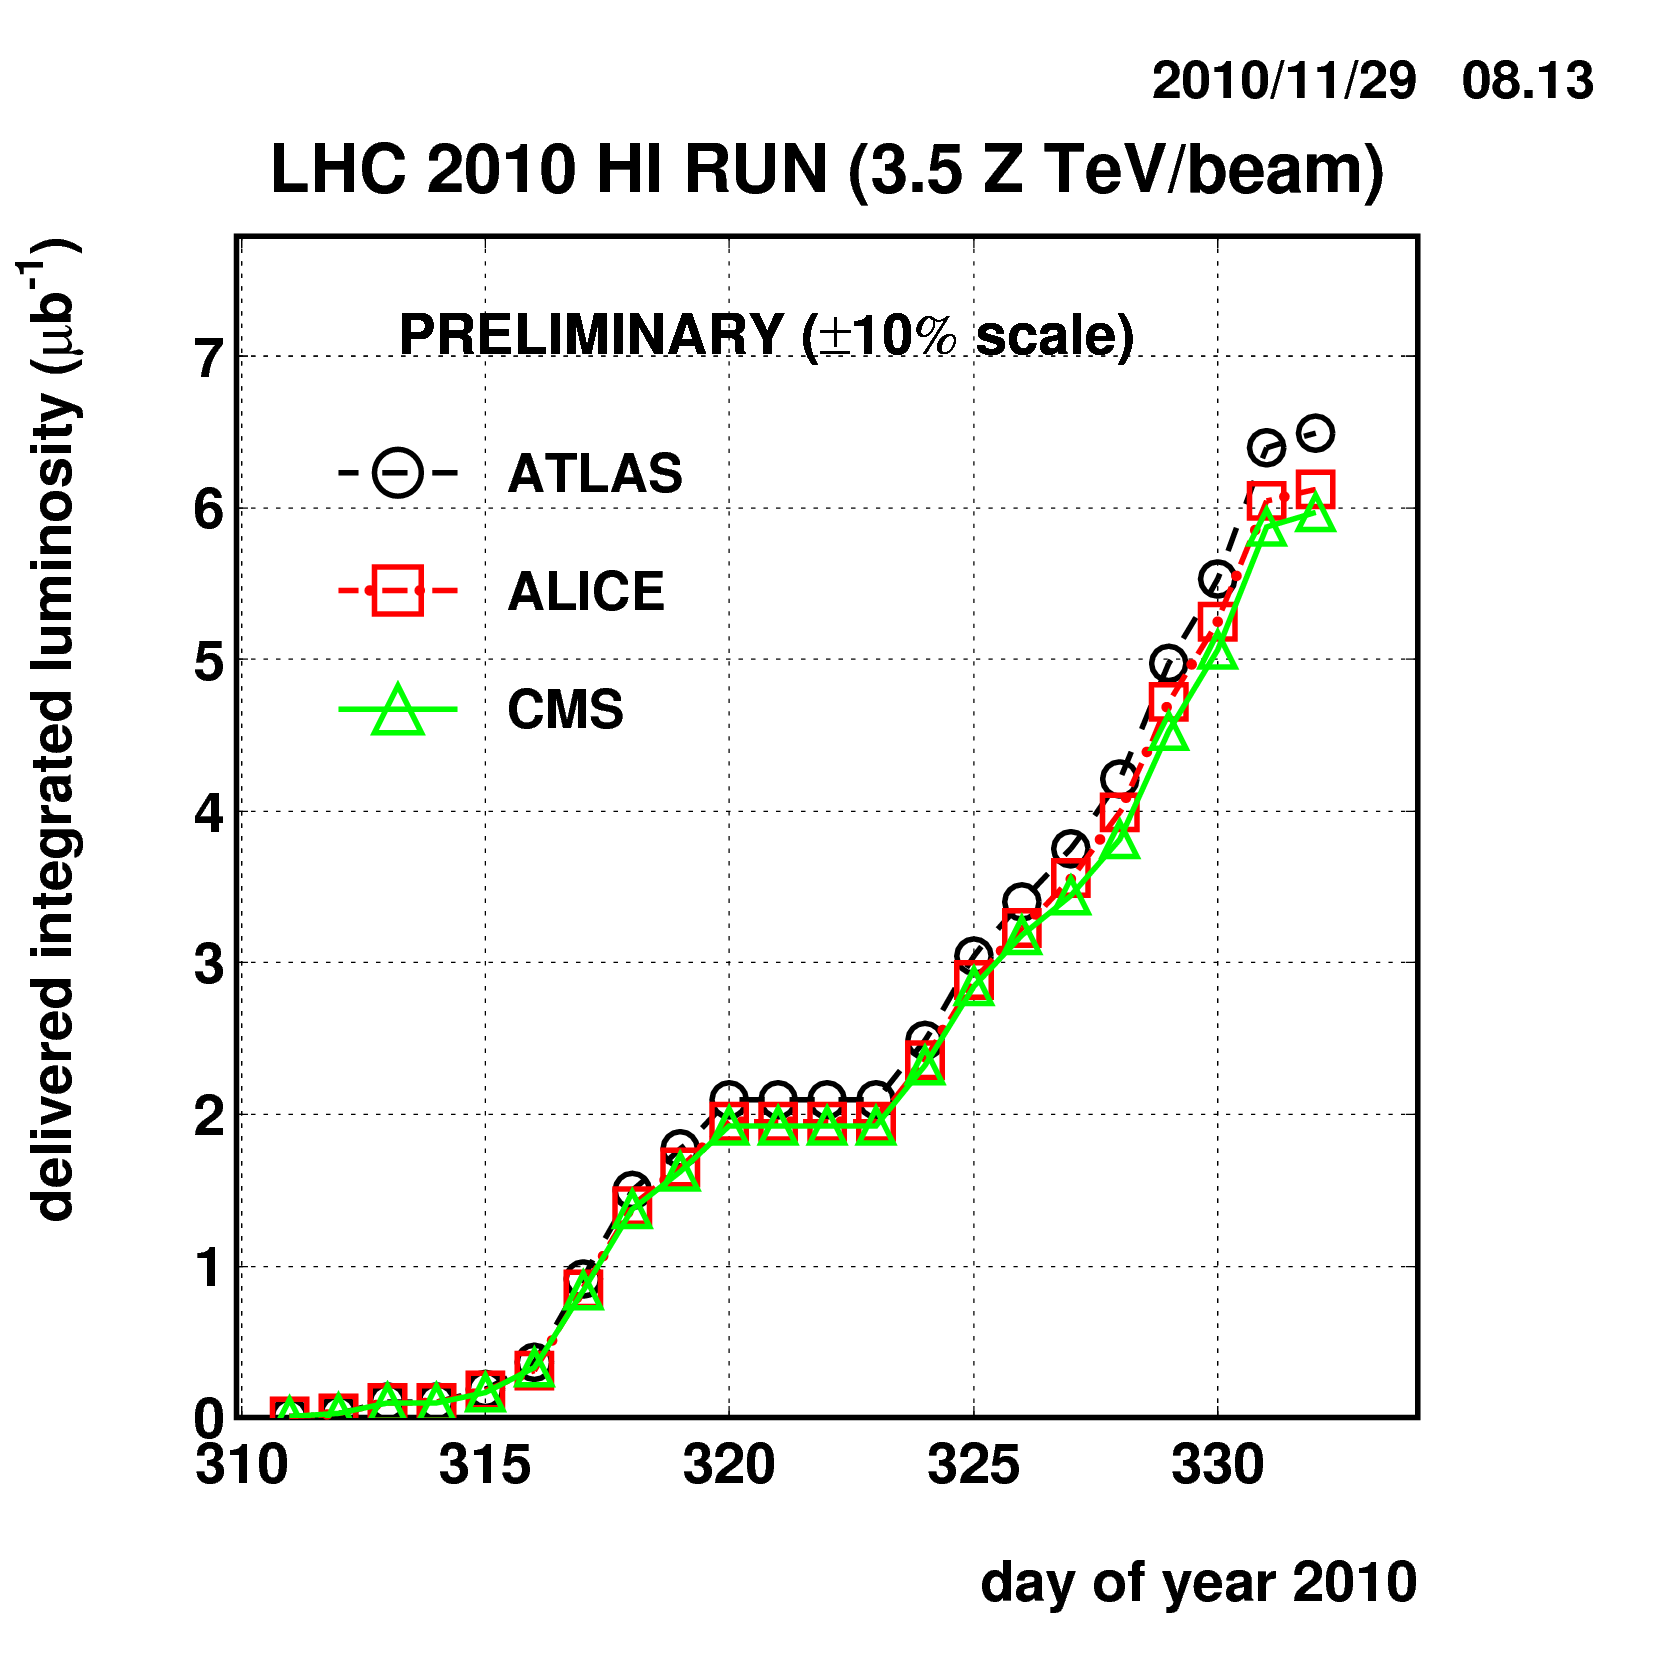 2010/11/29 08.13
LHC 2010 HI RUN (3.5 Z TeV/beam)
delivered integrated luminosity (μb-1)
PRELIMINARY (±10% scale)
ATLAS
ALICE
CMS
7
6
5
4
3
2
1
0
310 315 320 325 330
day of year 2010